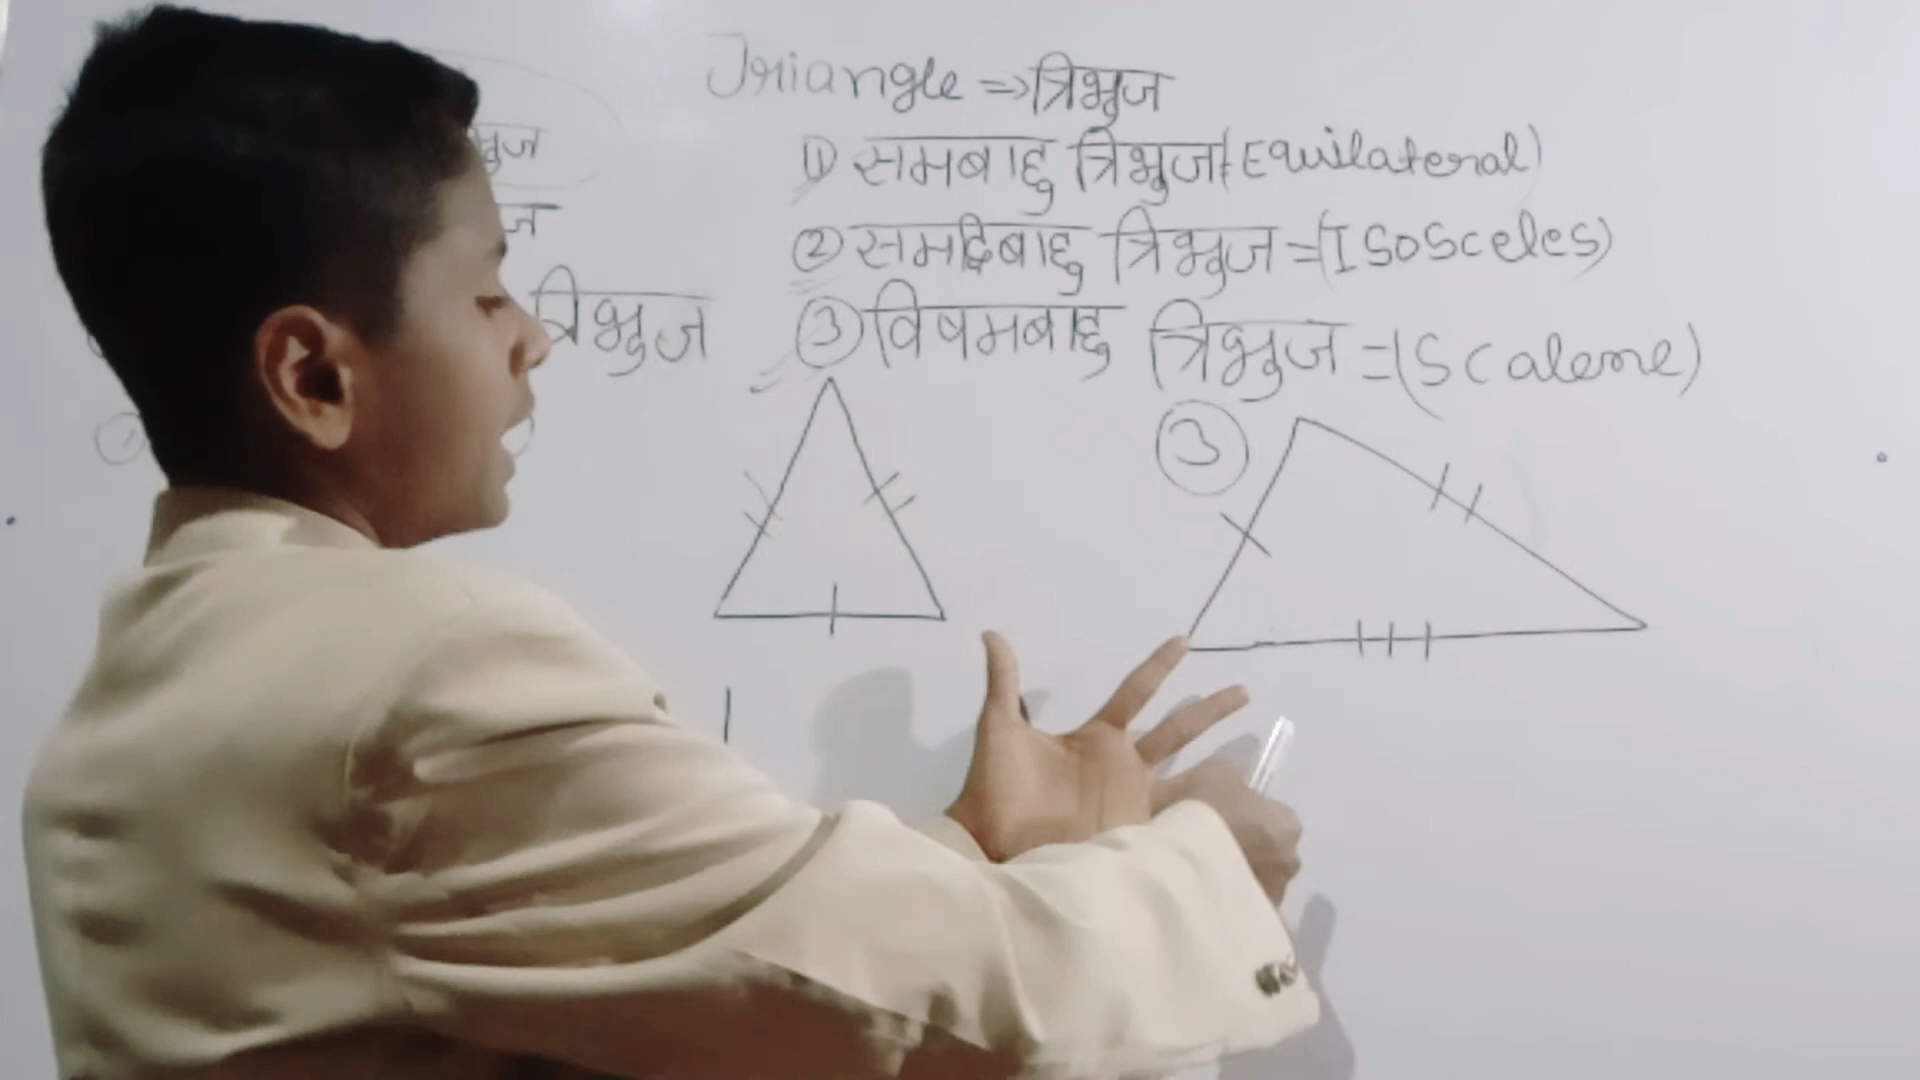 Triangle => त्रिभुज
① समबाहु त्रिभुज (Equilateral)
② समद्विबाहु त्रिभुज = (Isosceles)
त्रिभुज
③ विषमबाहु त्रिभुज = (Scalene)
③